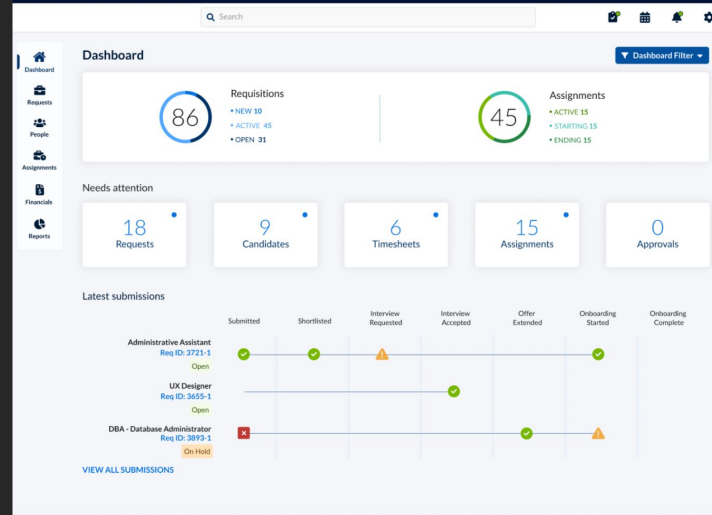 Search
Dashboard
Requests
People
Assignments
Financials
Reports
Dashboard
Dashboard Filter
86
Requisitions
• NEW 10
• ACTIVE 45
• OPEN 31
45
Assignments
• ACTIVE 15
• STARTING 15
• ENDING 15
Needs attention
18
Requests
9
Candidates
6
Timesheets
15
Assignments
0
Approvals
Latest submissions
Submitted
Shortlisted
Interview
Requested
Interview
Accepted
Offer
Extended
Onboarding
Started
Onboarding
Complete
Administrative Assistant
Req ID: 3721-1
Open
UX Designer
Req ID: 3655-1
Open
DBA - Database Administrator
Req ID: 3893-1
On Hold
VIEW ALL SUBMISSIONS